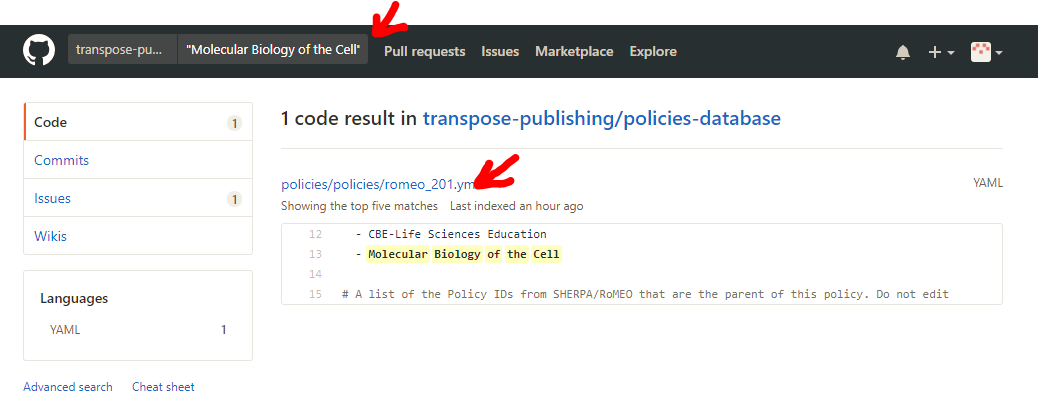 transpose-pu... "Molecular Biology of the Cell" Pull requests Issues Marketplace Explore
Code 1
Commits
Issues 1
Wikis
Languages
YAML 1
Advanced search Cheat sheet
1 code result in transpose-publishing/policies-database
policies/policies/romeo_201.ym YAML
Showing the top five matches Last indexed an hour ago
12 - CBE-Life Sciences Education
13 - Molecular Biology of the Cell
14
15 # A list of the Policy IDs from SHERPA/RoMEO that are the parent of this policy. Do not edit